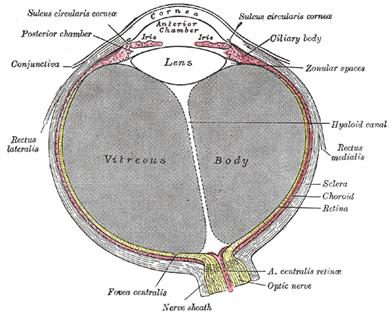 Cornea
Sulcus circularis corneæ
Sulcus circularis corneæ
Anterior
Chamber
Posterior chamber
Iris
Iris
Ciliary body
Conjunctiva
Lens
Zonular spaces
Hyaloid canal
Rectus
lateralis
Rectus
medialis
Vitreous
Body
Sclera
Choroid
Retina
Fovea centralis
A. centralis retinæ
Optic nerve
Nerve sheath